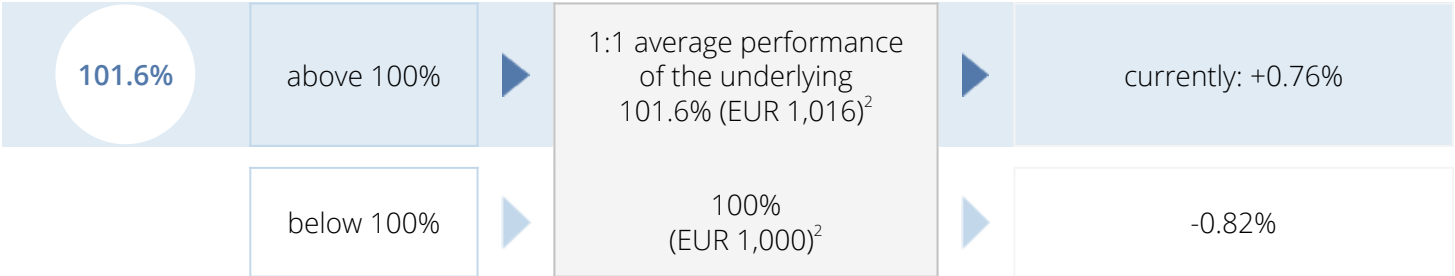 101.6%
above 100%
1:1 average performance
of the underlying
101.6% (EUR 1,016)²
currently: +0.76%
below 100%
100%
(EUR 1,000)²
-0.82%